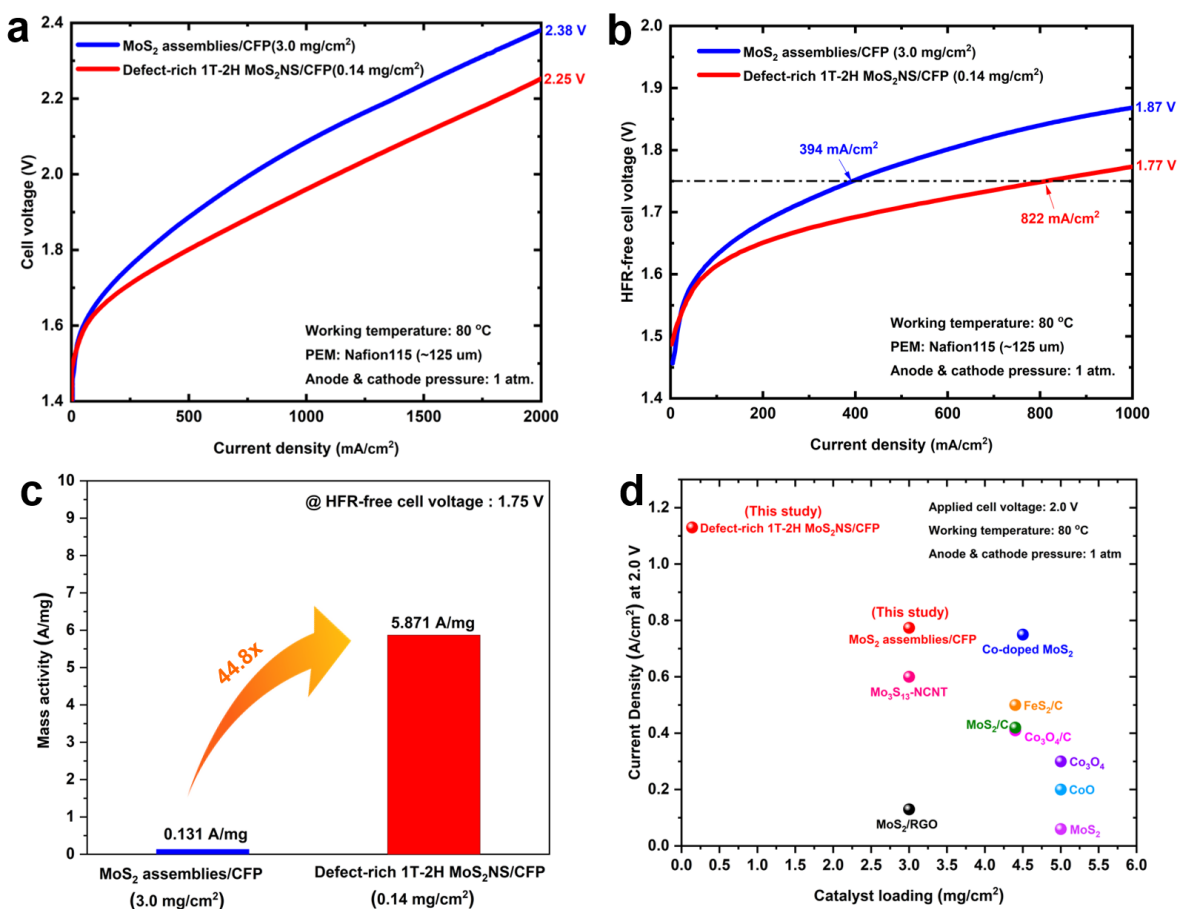 a
2.4
2.2
2.0
1.8
1.6
1.4
Cell voltage (V)
MoS₂ assemblies/CFP(3.0 mg/cm²)
Defect-rich 1T-2H MoS₂NS/CFP(0.14 mg/cm²)
2.38 V
2.25 V
Working temperature: 80 °C
PEM: Nafion115 (~125 um)
Anode & cathode pressure: 1 atm.
0 500 1000 1500 2000
Current density (mA/cm²)
b
2.0
1.9
1.8
1.7
1.6
1.5
1.4
HFR-free cell voltage (V)
MoS₂ assemblies/CFP (3.0 mg/cm²)
Defect-rich 1T-2H MoS₂NS/CFP (0.14 mg/cm²)
1.87 V
394 mA/cm²
1.77 V
822 mA/cm²
Working temperature: 80 °C
PEM: Nafion115 (~125 um)
Anode & cathode pressure: 1 atm.
0 200 400 600 800 1000
Current density (mA/cm²)
c
10
9
8
7
6
5
4
3
2
1
0
Mass activity (A/mg)
@ HFR-free cell voltage : 1.75 V
44.8x
5.871 A/mg
0.131 A/mg
MoS₂ assemblies/CFP
(3.0 mg/cm²)
Defect-rich 1T-2H MoS₂NS/CFP
(0.14 mg/cm²)
d
1.2
1.0
0.8
0.6
0.4
0.2
0.0
Current Density (A/cm²) at 2.0 V
Applied cell voltage: 2.0 V
Working temperature: 80 °C
Anode & cathode pressure: 1 atm
(This study)
Defect-rich 1T-2H MoS₂NS/CFP
(This study)
MoS₂ assemblies/CFP
Co-doped MoS₂
Mo₃S₁₃-NCNT
FeS₂/C
MoS₂/C
Co₃O₄/C
Co₃O₄
CoO
MoS₂/RGO
MoS₂
0.0 0.5 1.0 1.5 2.0 2.5 3.0 3.5 4.0 4.5 5.0 5.5 6.0
Catalyst loading (mg/cm²)